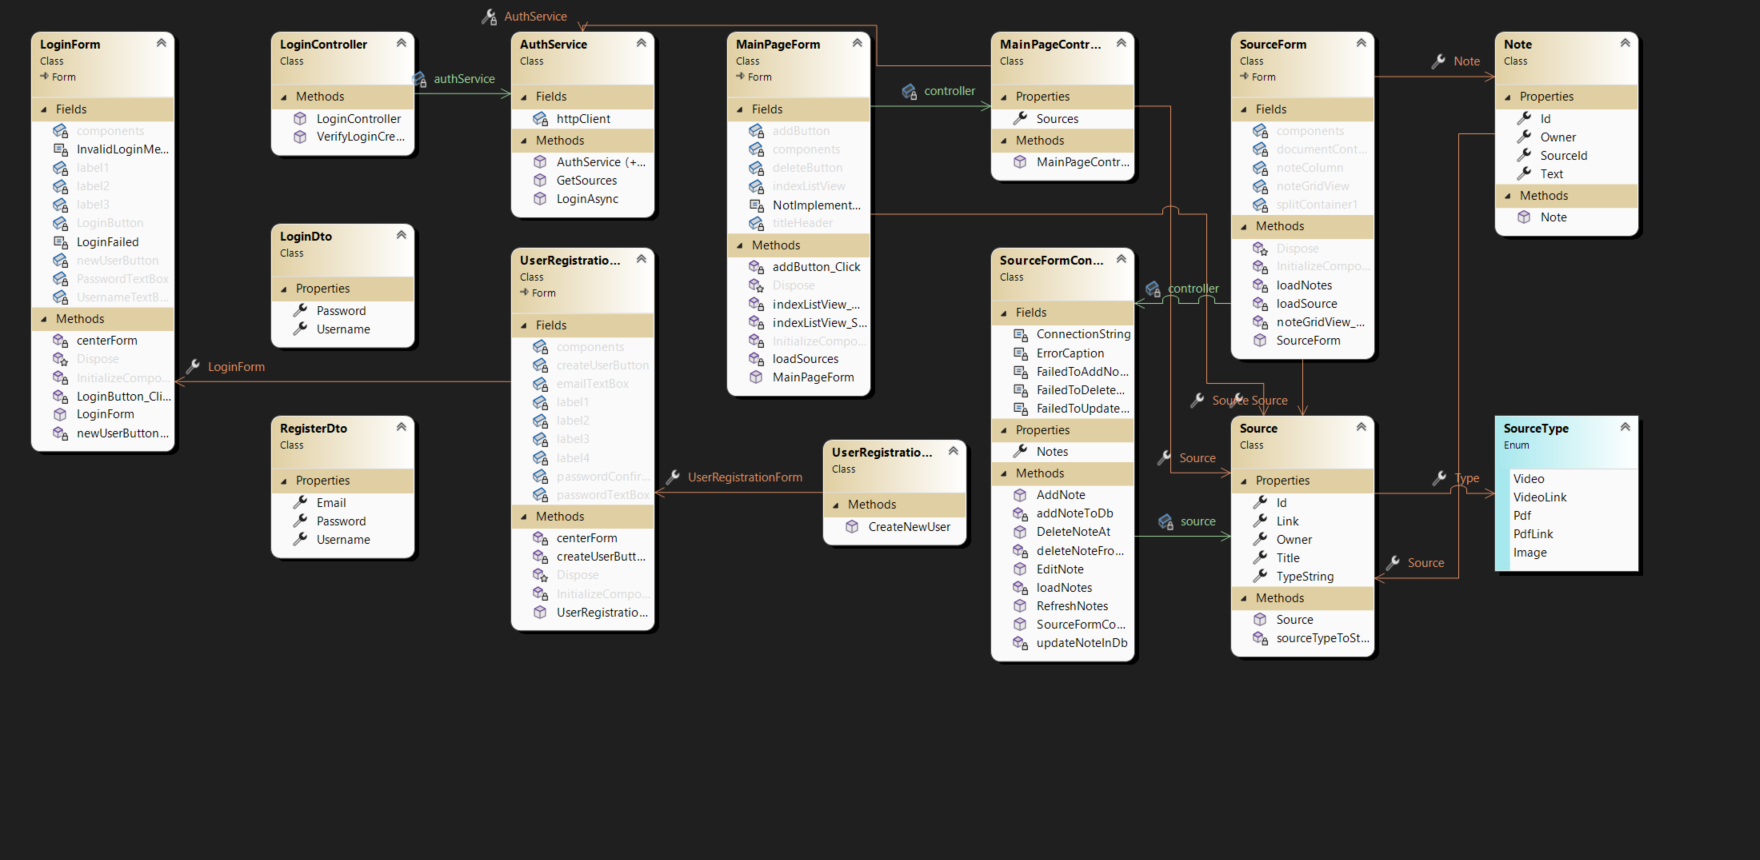 AuthService
LoginForm
Class
Form
Fields
components
InvalidLoginMe...
label1
label2
label3
LoginButton
LoginFailed
newUserButton
PasswordTextBox
UsernameTextB...
Methods
centerForm
Dispose
InitializeCompo...
LoginButton_Cli...
LoginForm
newUserButton...
LoginForm
LoginController
Class
Methods
LoginController
VerifyLoginCre...
authService
LoginDto
Class
Properties
Password
Username
RegisterDto
Class
Properties
Email
Password
Username
AuthService
Class
Fields
httpClient
Methods
AuthService (+...
GetSources
LoginAsync
UserRegistratio...
Class
Form
Fields
components
createUserButton
emailTextBox
label1
label2
label3
label4
passwordConfir...
passwordTextBox
Methods
centerForm
createUserButt...
Dispose
InitializeCompo...
UserRegistratio...
UserRegistrationForm
MainPageForm
Class
Form
Fields
addButton
components
deleteButton
indexListView
NotImplement...
titleHeader
Methods
addButton_Click
Dispose
indexListView_...
indexListView_S...
InitializeCompo...
loadSources
MainPageForm
controller
UserRegistratio...
Class
Methods
CreateNewUser
MainPageContr...
Class
Properties
Sources
Methods
MainPageContr...
SourceFormCon...
Class
Fields
ConnectionString
ErrorCaption
FailedToAddNo...
FailedToDelete...
FailedToUpdate...
Properties
Notes
Methods
AddNote
addNoteToDb
DeleteNoteAt
deleteNoteFro...
EditNote
loadNotes
RefreshNotes
SourceFormCo...
updateNoteInDb
controller
Source
Source
Source
source
SourceForm
Class
Form
Fields
components
documentCont...
noteColumn
noteGridView
splitContainer1
Methods
Dispose
InitializeCompo...
loadNotes
loadSource
noteGridView_...
SourceForm
Source
Class
Properties
Id
Link
Owner
Title
TypeString
Methods
Source
sourceTypeToSt...
Note
Type
Source
Note
Class
Properties
Id
Owner
SourceId
Text
Methods
Note
SourceType
Enum
Video
VideoLink
Pdf
PdfLink
Image